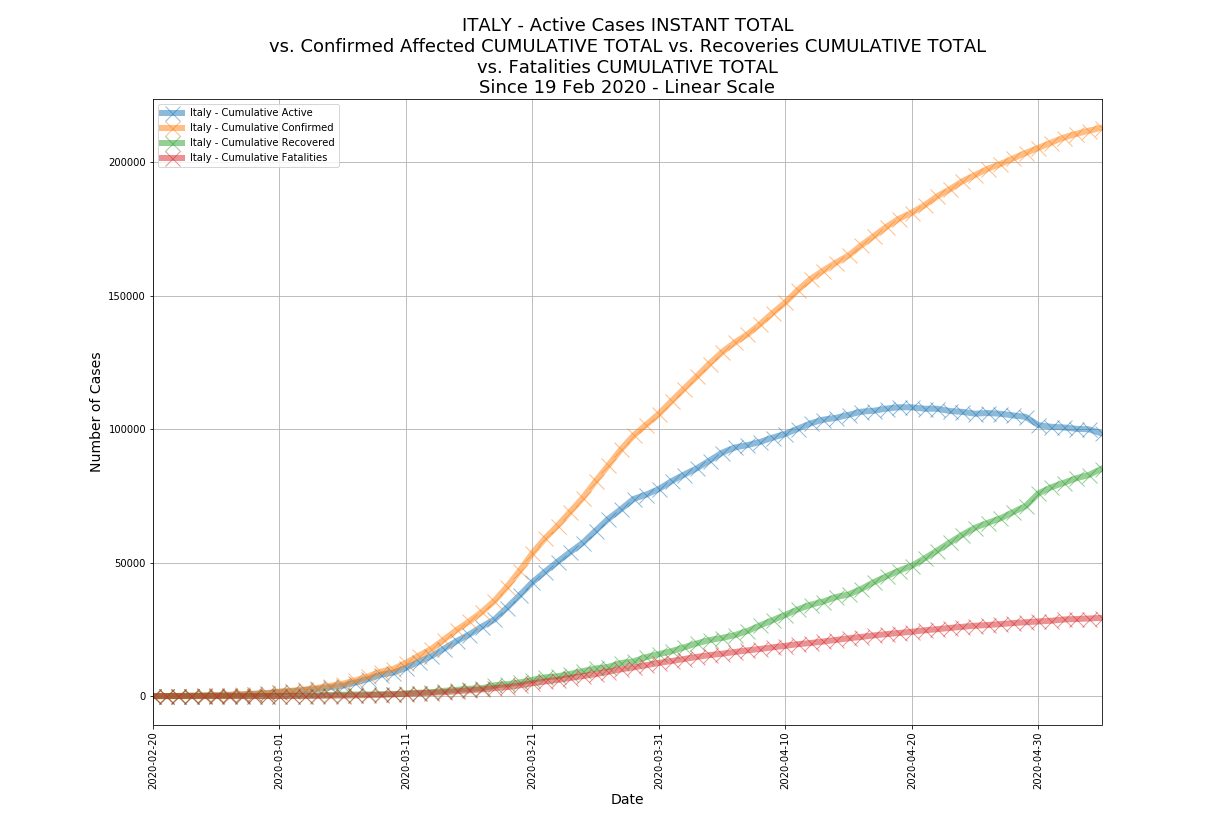 ITALY - Active Cases INSTANT TOTAL
vs. Confirmed Affected CUMULATIVE TOTAL vs. Recoveries CUMULATIVE TOTAL
vs. Fatalities CUMULATIVE TOTAL
Since 19 Feb 2020 - Linear Scale
Italy - Cumulative Active
Italy - Cumulative Confirmed
Italy - Cumulative Recovered
Italy - Cumulative Fatalities
Number of Cases
200000
150000
100000
50000
0
2020-02-20
2020-03-01
2020-03-11
2020-03-21
2020-03-31
2020-04-10
2020-04-20
2020-04-30
Date